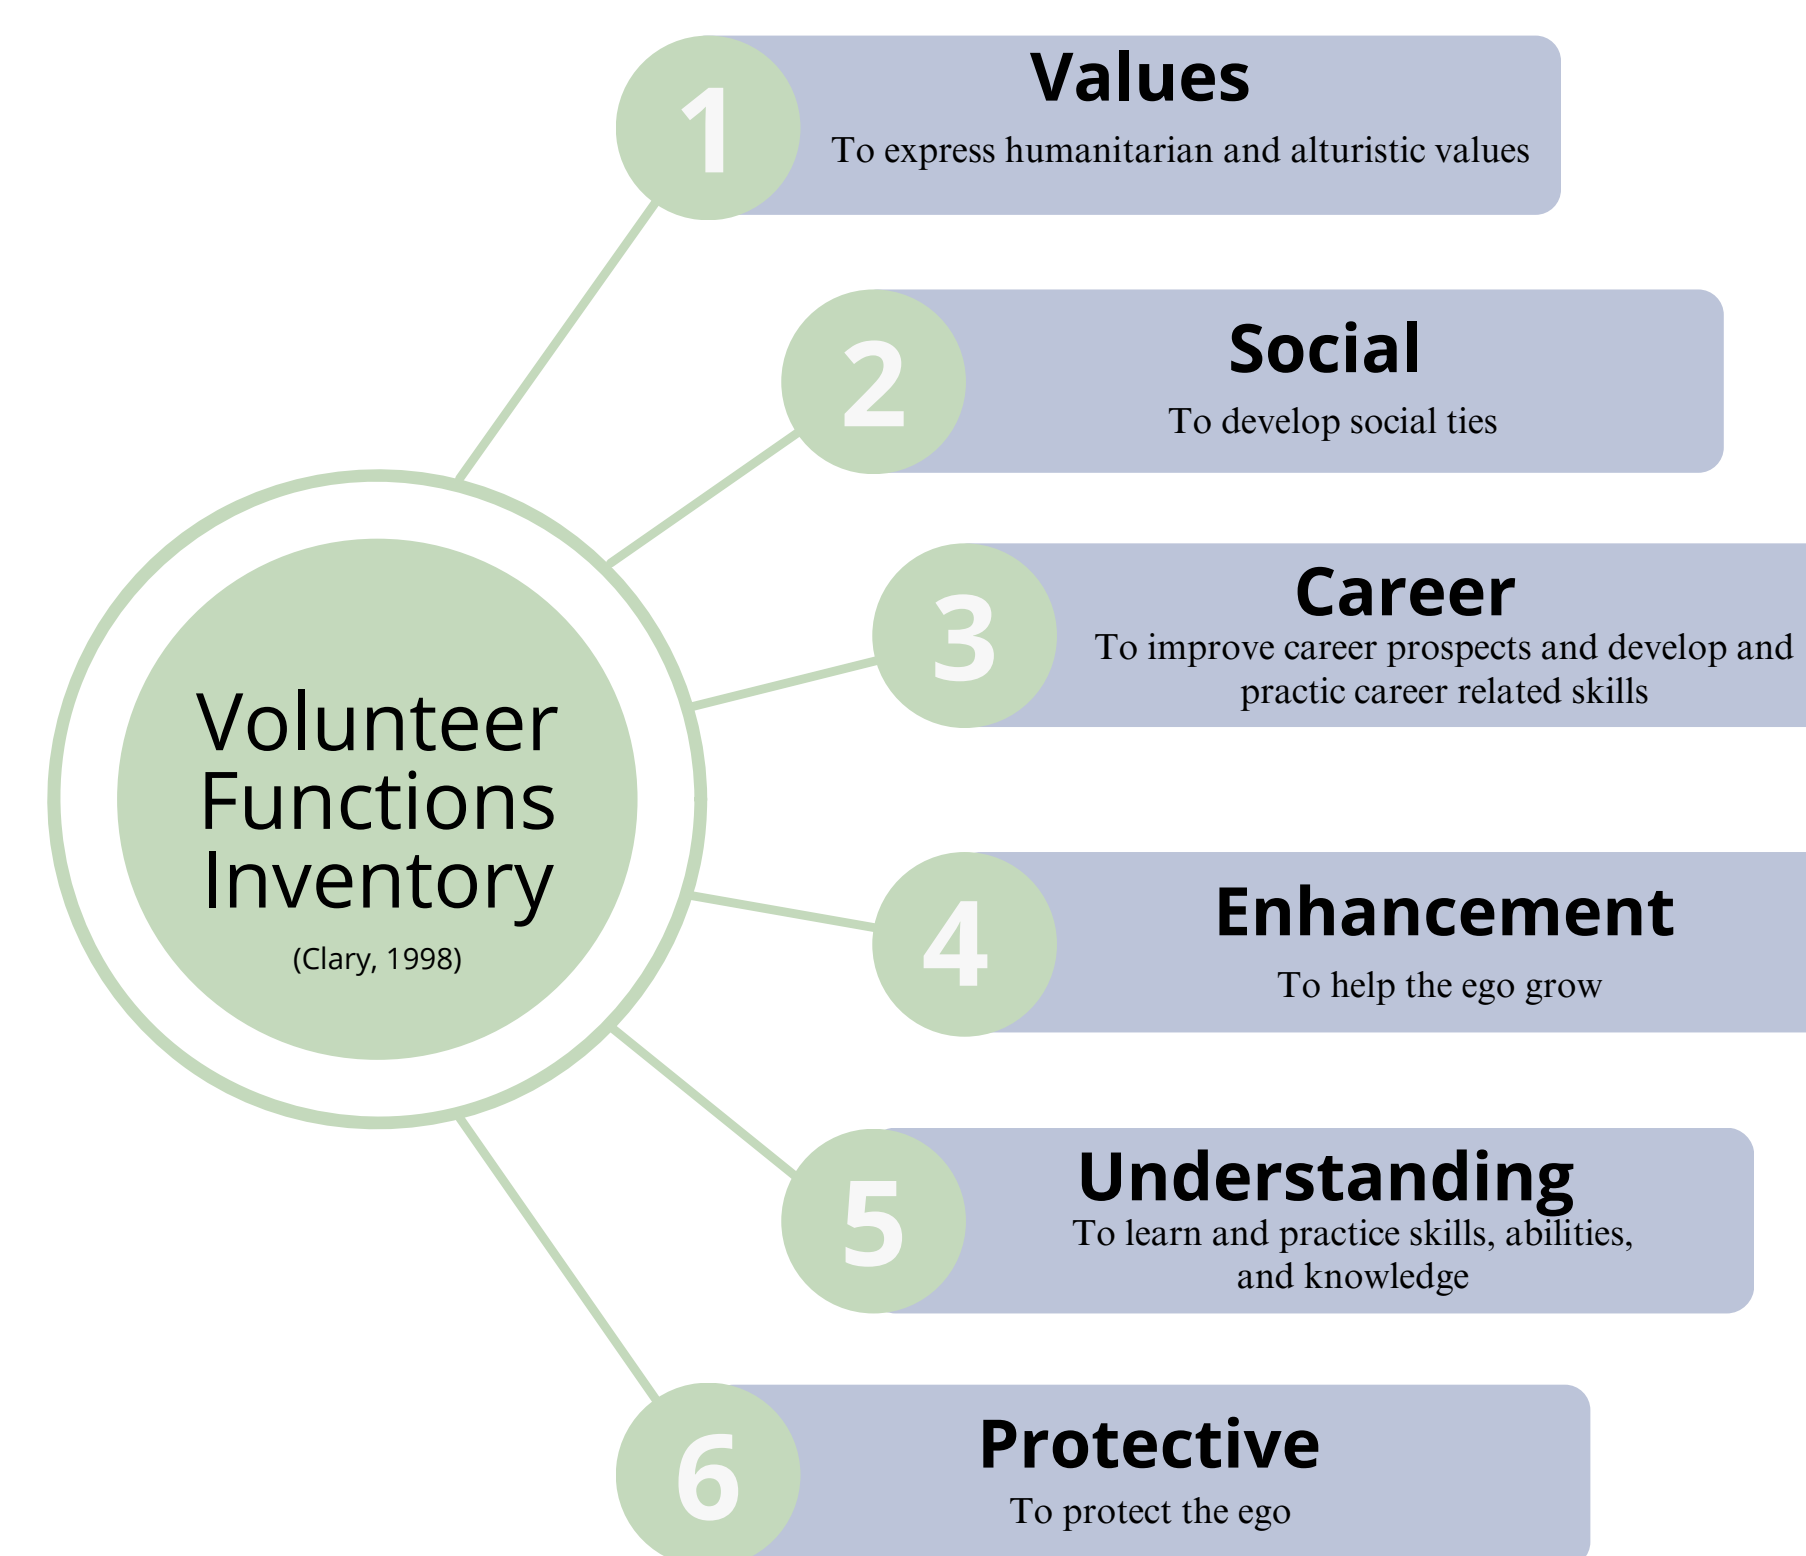 1
Values
To express humanitarian and alturistic values
2
Social
To develop social ties
3
Career
To improve career prospects and develop and
practic career related skills
Volunteer
Functions
Inventory
(Clary, 1998)
4
Enhancement
To help the ego grow
5
Understanding
To learn and practice skills, abilities,
and knowledge
6
Protective
To protect the ego